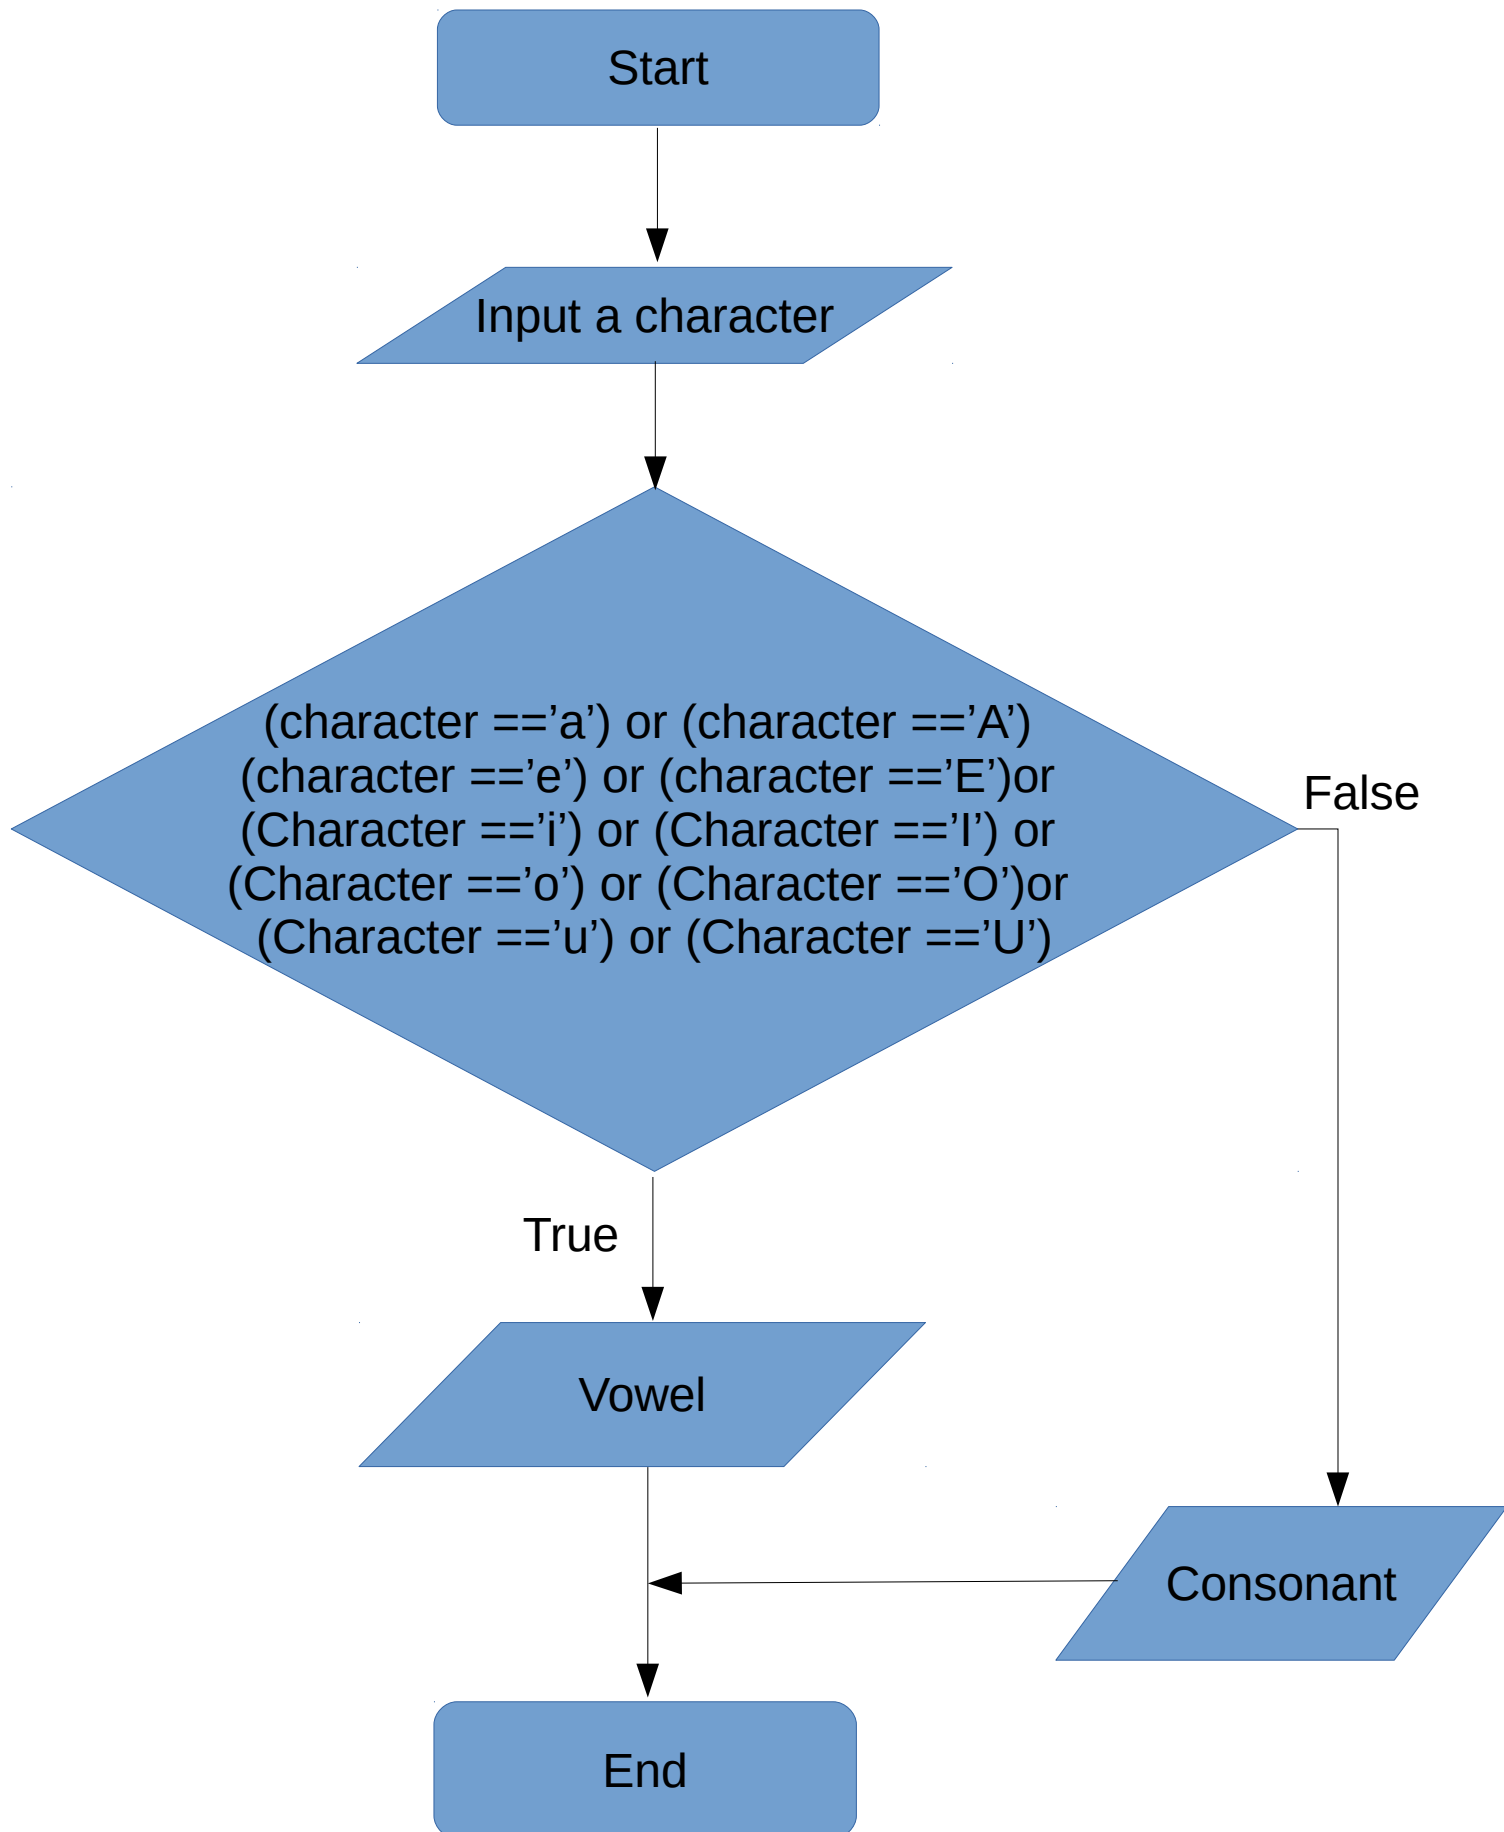 Start
Input a character
(character ==’a’) or (character ==’A’)
(character ==’e’) or (character ==’E’)or
(Character ==’i’) or (Character ==’I’) or
(Character ==’o’) or (Character ==’O’)or
(Character ==’u’) or (Character ==’U’)
False
True
Vowel
Consonant
End